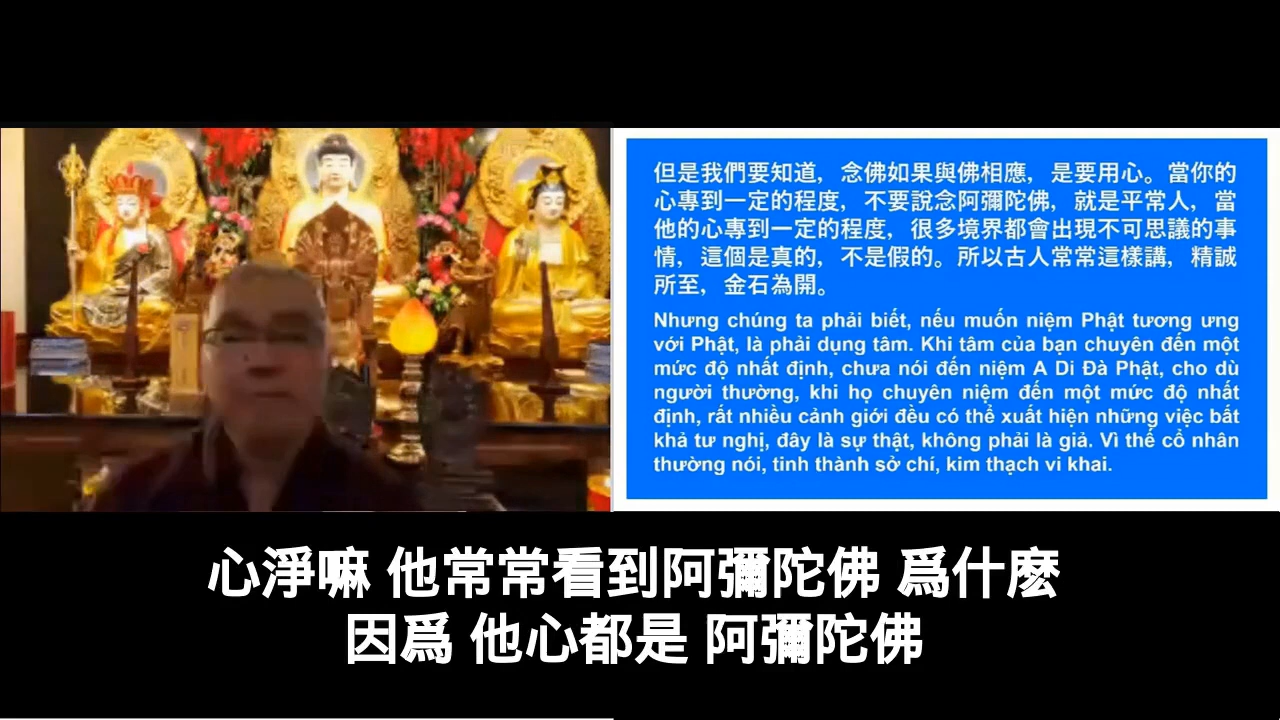 但是我們要知道，念佛如果與佛相應，是要用心。當你的
心專到一定的程度，不要說念阿彌陀佛，就是平常人，當
他的心專到一定的程度，很多境界都會出現不可思議的事
情，這個是真的，不是假的。所以古人常常這樣講，精誠
所至，金石為開。
Nhưng chúng ta phải biết, nếu muốn niệm Phật tương ưng
với Phật, là phải dụng tâm. Khi tâm của bạn chuyên đến một
mức độ nhất định, chưa nói đến niệm A Di Đà Phật, cho dù
người thường, khi họ chuyên niệm đến một mức độ nhất
định, rất nhiều cảnh giới đều có thể xuất hiện những việc bất
khả tư nghị, đây là sự thật, không phải là giả. Vì thế cổ nhân
thường nói, tinh thành sở chí, kim thạch vi khai.
心淨嘛 他常常看到阿彌陀佛 爲什麽
因爲 他心都是 阿彌陀佛